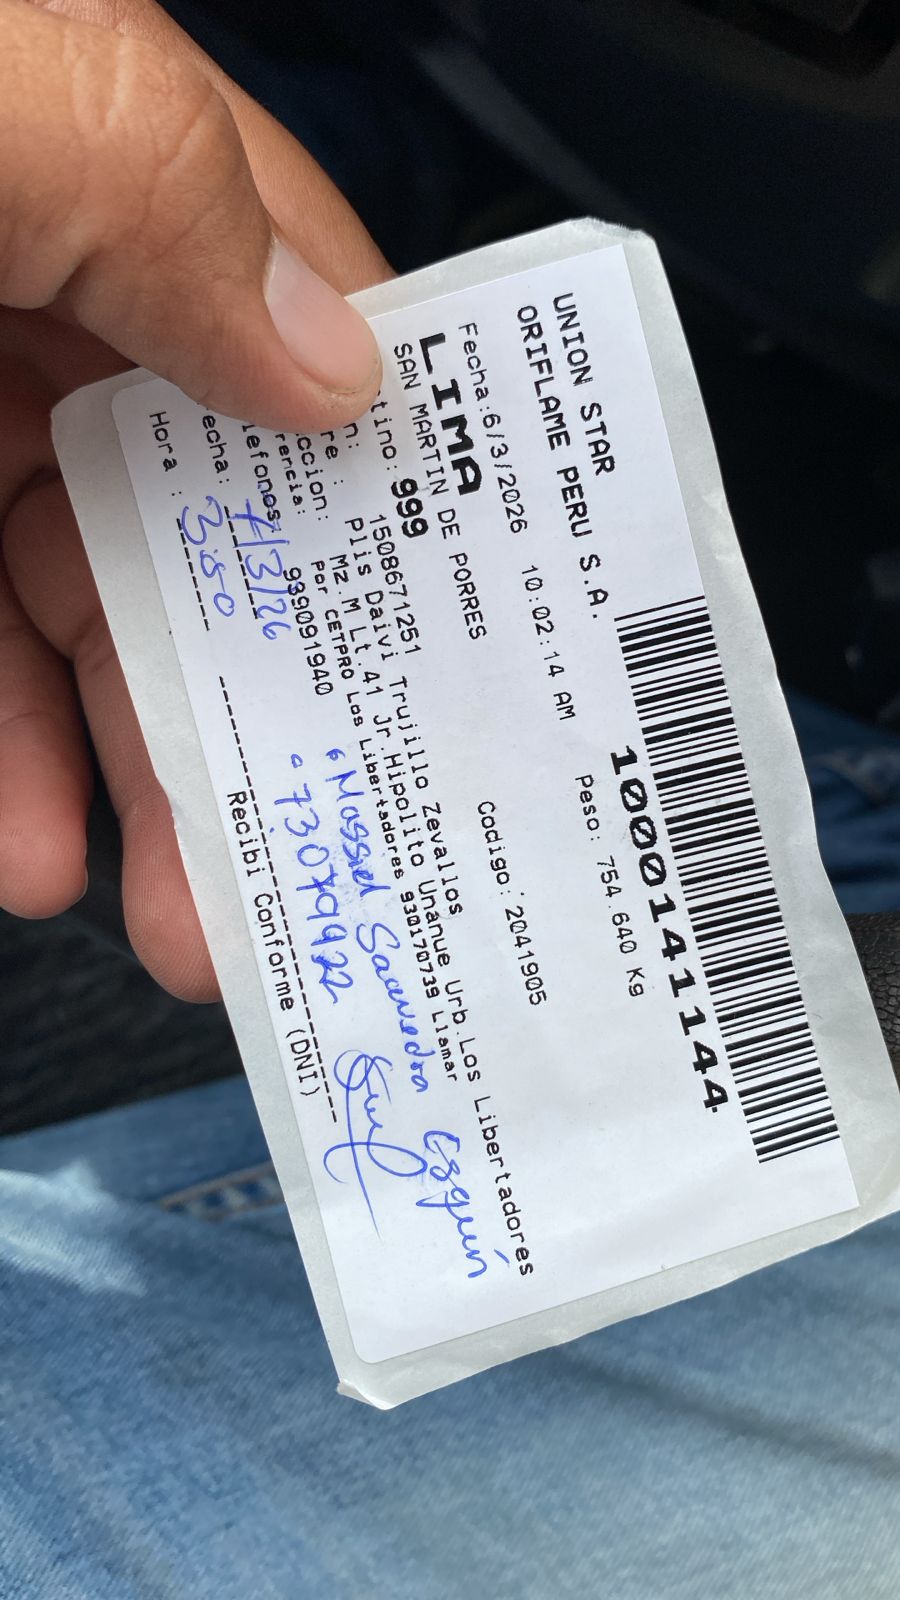 UNION STAR
ORIFLAME PERU S.A.
1000141144
Fecha:6/3/2026 10:02:14 AM Peso: 754.640 Kg
LIMA
SAN MARTIN DE PORRES Codigo: 2041905
tino: 999
n: 1508671251 Trujillo Zevallos
re : Plis Daivi
ccion: Mz.M Lt.41 Jr.Hipolito Unanue Urb.LOS Libertadores
rencia: Por CETPRO Los Libertadores 930170739 Llamar
lefonos: 939091940
echa: 7/3/26
Hora : 350
Massiel Saavedra Esquén
73079922
Recibi Conforme (DNI)